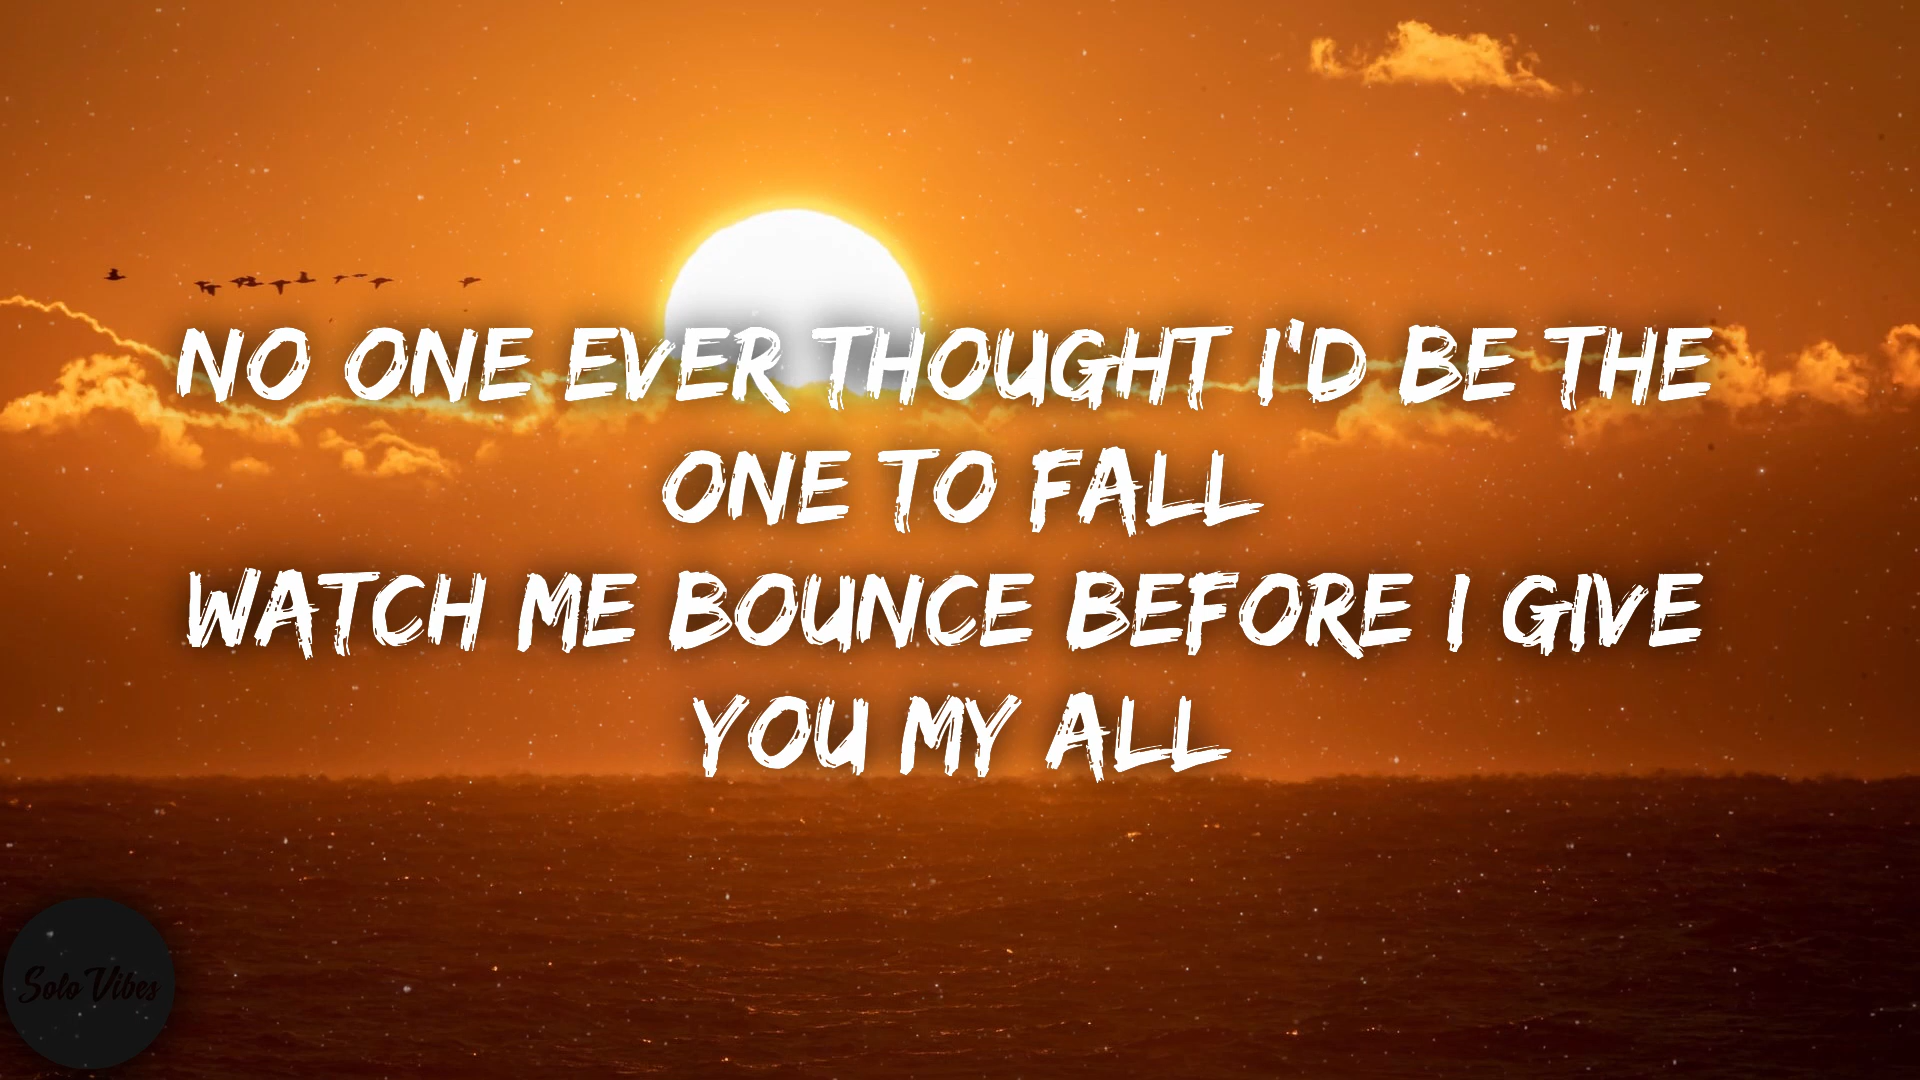 NO ONE EVER THOUGHT I'D BE THE
ONE TO FALL
WATCH ME BOUNCE BEFORE I GIVE
YOU MY ALL
Solo Vibes